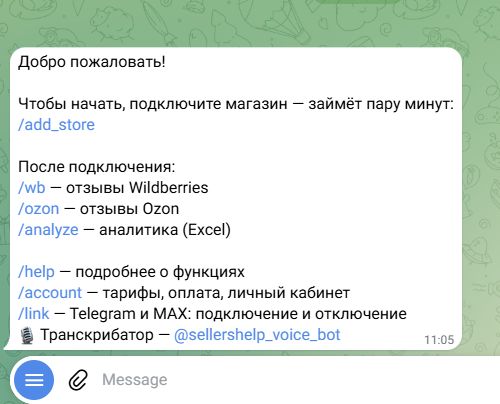 Добро пожаловать!
Чтобы начать, подключите магазин — займёт пару минут:
/add_store
После подключения:
/wb — отзывы Wildberries
/ozon — отзывы Ozon
/analyze — аналитика (Excel)
/help — подробнее о функциях
/account — тарифы, оплата, личный кабинет
/link — Telegram и MAX: подключение и отключение
🎙️ Транскрибатор — @sellershelp_voice_bot
11:05
Message